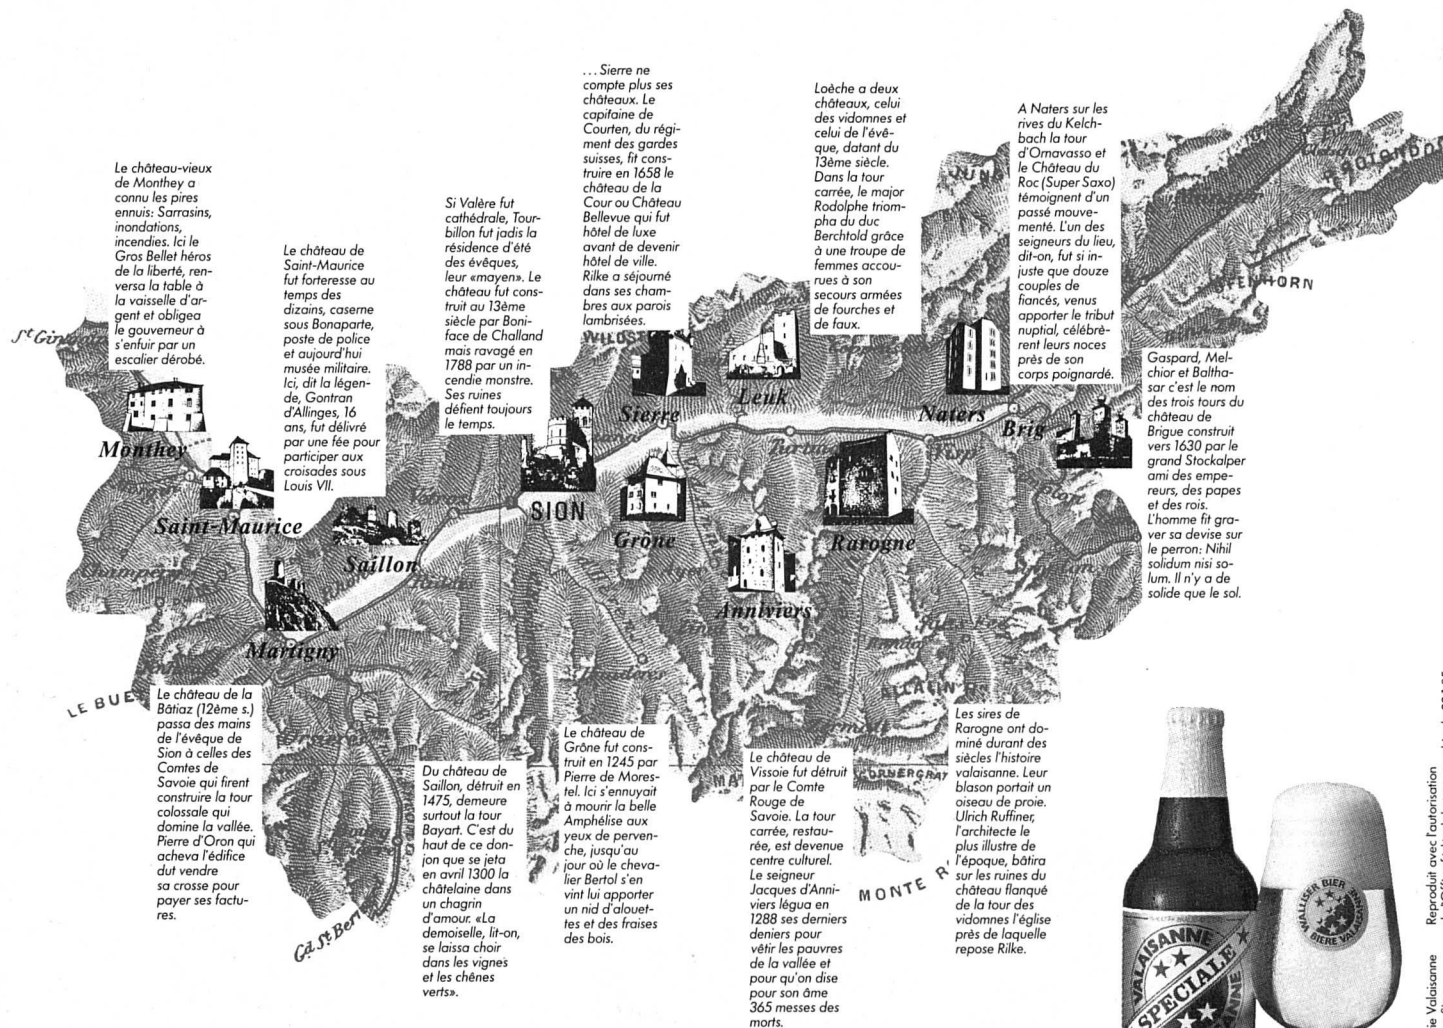 Le château-vieux
de Monthey a
connu les pires
ennuis: Sarrasins,
inondations,
incendies. Ici le
Gros Bellet héros
de la liberté, ren-
versa la table à
la vaisselle d'ar-
gent et obligea
le gouverneur à
s'enfuir par un
escalier dérobé.
Le château de
Saint-Maurice
fut forteresse au
temps des
dizains, caserne
sous Bonaparte,
poste de police
et aujourd'hui
musée militaire.
Ici, dit la légen-
de, Gontran
d'Allinges, 16
ans, fut délivré
par une fée pour
participer aux
croisades sous
Louis VII.
Si Valère fut
cathédrale, Tour-
billon fut jadis la
résidence d'été
des évêques,
leur «mayen». Le
château fut cons-
truit au 13ème
siècle par Boni-
face de Challand
mais ravagé en
1788 par un in-
cendie monstre.
Ses ruines
défient toujours
le temps.
...Sierre ne
compte plus ses
châteaux. Le
capitaine de
Courten, du régi-
ment des gardes
suisses, fit cons-
truire en 1658 le
château de la
Cour ou Château
Bellevue qui fut
hôtel de luxe
avant de devenir
hôtel de ville.
Rilke a séjourné
dans ses cham-
bres aux parois
lambrisées.
Loèche a deux
châteaux, celui
des vidomnes et
celui de l'évê-
que, datant du
13ème siècle.
Dans la tour
carrée, le major
Rodolphe triom-
pha du duc
Berchtold grâce
à une troupe de
femmes accou-
rues à son
secours armées
de fourches et
de faux.
A Naters sur les
rives du Kelch-
bach la tour
d'Ornavasso et
le Château du
Roc (Super Saxo)
témoignent d'un
passé mouve-
menté. L'un des
seigneurs du lieu,
dit-on, fut si in-
juste que douze
couples de
fiancés, venus
apporter le tribut
nuptial, célébrè-
rent leurs noces
près de son
corps poignardé.
Gaspard, Mel-
chior et Baltha-
sar c'est le nom
des trois tours du
château de
Brigue construit
vers 1630 par le
grand Stockalper
ami des empe-
reurs, des papes
et des rois.
L'homme fit gra-
ver sa devise sur
le perron: Nihil
solidum nisi so-
lum. Il n'y a de
solide que le sol.
Monthey
Saint-Maurice
Saillon
Martigny
SION
Sierre
Grône
Leuk
Anniviers
Rarogne
Naters
Brig
Visp
LE BUE
Gd. St Ber
MONTE R
Le château de la
Bâtiaz (12ème s.)
passa des mains
de l'évêque de
Sion à celles des
Comtes de
Savoie qui firent
construire la tour
colossale qui
domine la vallée.
Pierre d'Oron qui
acheva l'édifice
dut vendre
sa crosse pour
payer ses factu-
res.
Du château de
Saillon, détruit en
1475, demeure
surtout la tour
Bayart. C'est du
haut de ce don-
jon que se jeta
en avril 1300 la
châtelaine dans
un chagrin
d'amour. «La
demoiselle, lit-on,
se laissa choir
dans les vignes
et les chênes
verts».
Le château de
Grône fut cons-
truit en 1245 par
Pierre de Mores-
tel. Ici s'ennuyait
à mourir la belle
Amphélise aux
yeux de perven-
che, jusqu'au
jour où le cheva-
lier Bertol s'en
vint lui apporter
un nid d'alouet-
tes et des fraises
des bois.
Le château de
Vissoie fut détruit
par le Comte
Rouge de
Savoie. La tour
carrée, restau-
rée, est devenue
centre culturel.
Le seigneur
Jacques d'Anni-
viers légua en
1288 ses derniers
deniers pour
vêtir les pauvres
de la vallée et
pour qu'on dise
pour son âme
365 messes des
morts.
Les sires de
Rarogne ont do-
miné durant des
siècles l'histoire
valaisanne. Leur
blason portait un
oiseau de proie.
Ulrich Ruffiner,
l'architecte le
plus illustre de
l'époque, bâtira
sur les ruines du
château flanqué
de la tour des
vidomnes l'église
près de laquelle
repose Rilke.
VALAISANNE
SPECIALE
WALLISER BIER
BIERE VALAISANNE
Reproduit avec l'autorisation
ie Valaisanne